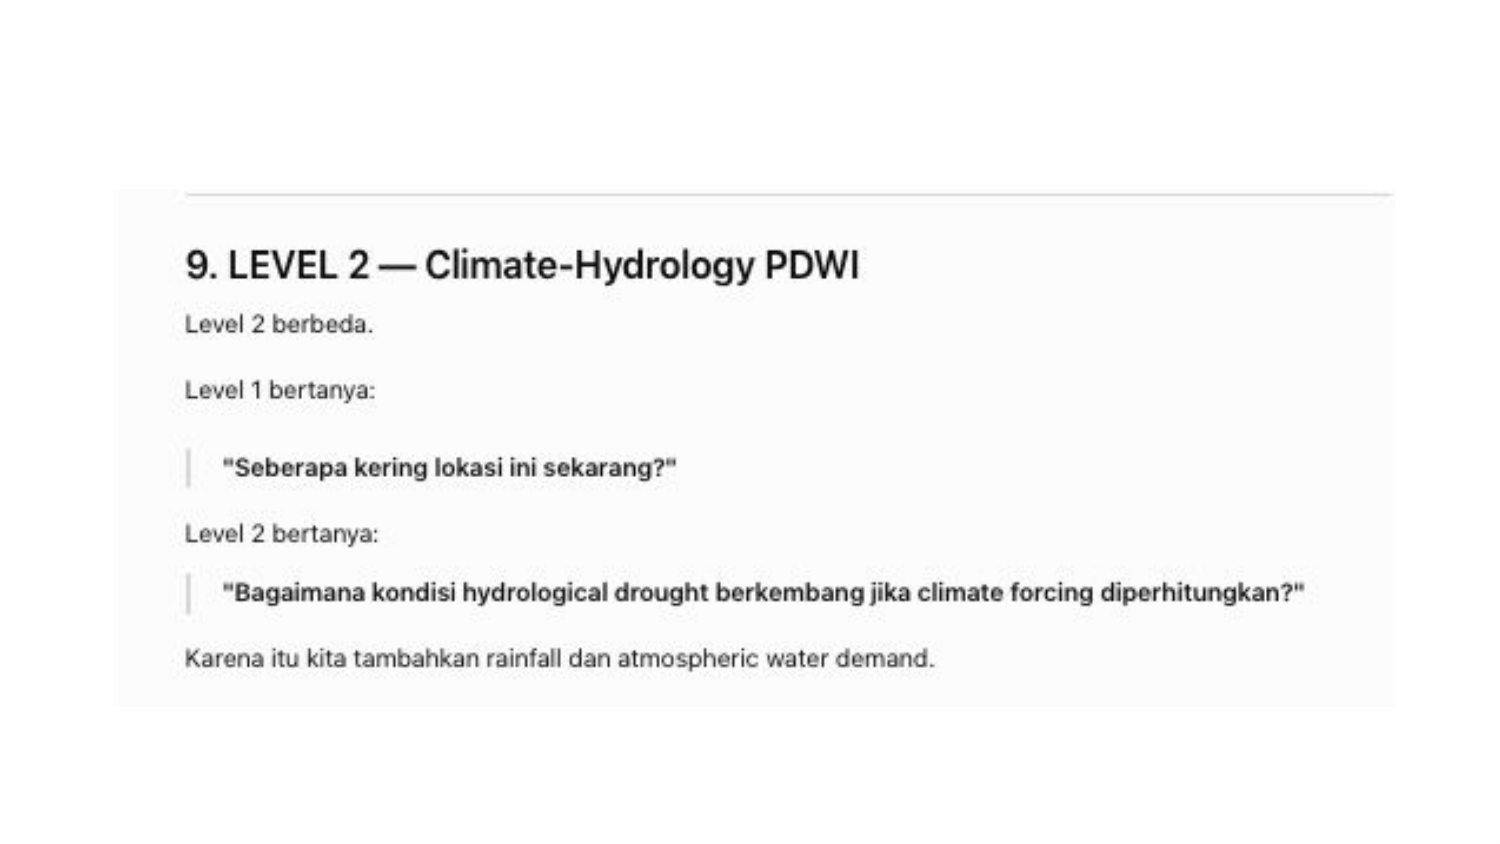 9. LEVEL 2 — Climate-Hydrology PDWI
Level 2 berbeda.
Level 1 bertanya:
"Seberapa kering lokasi ini sekarang?"
Level 2 bertanya:
"Bagaimana kondisi hydrological drought berkembang jika climate forcing diperhitungkan?"
Karena itu kita tambahkan rainfall dan atmospheric water demand.